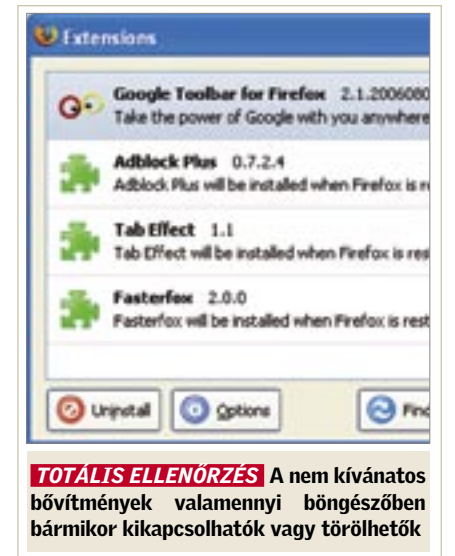 Extensions
Google Toolbar for Firefox 2.1.2006080
Take the power of Google with you anywhere
Adblock Plus 0.7.2.4
Adblock Plus will be installed when Firefox is re
Tab Effect 1.1
Tab Effect will be installed when Firefox is res
Fasterfox 2.0.0
Fasterfox will be installed when Firefox is rest
Uninstall Options Find
TOTÁLIS ELLENŐRZÉS A nem kívánatos
bővítmények valamennyi böngészőben
bármikor kikapcsolhatók vagy törölhetők